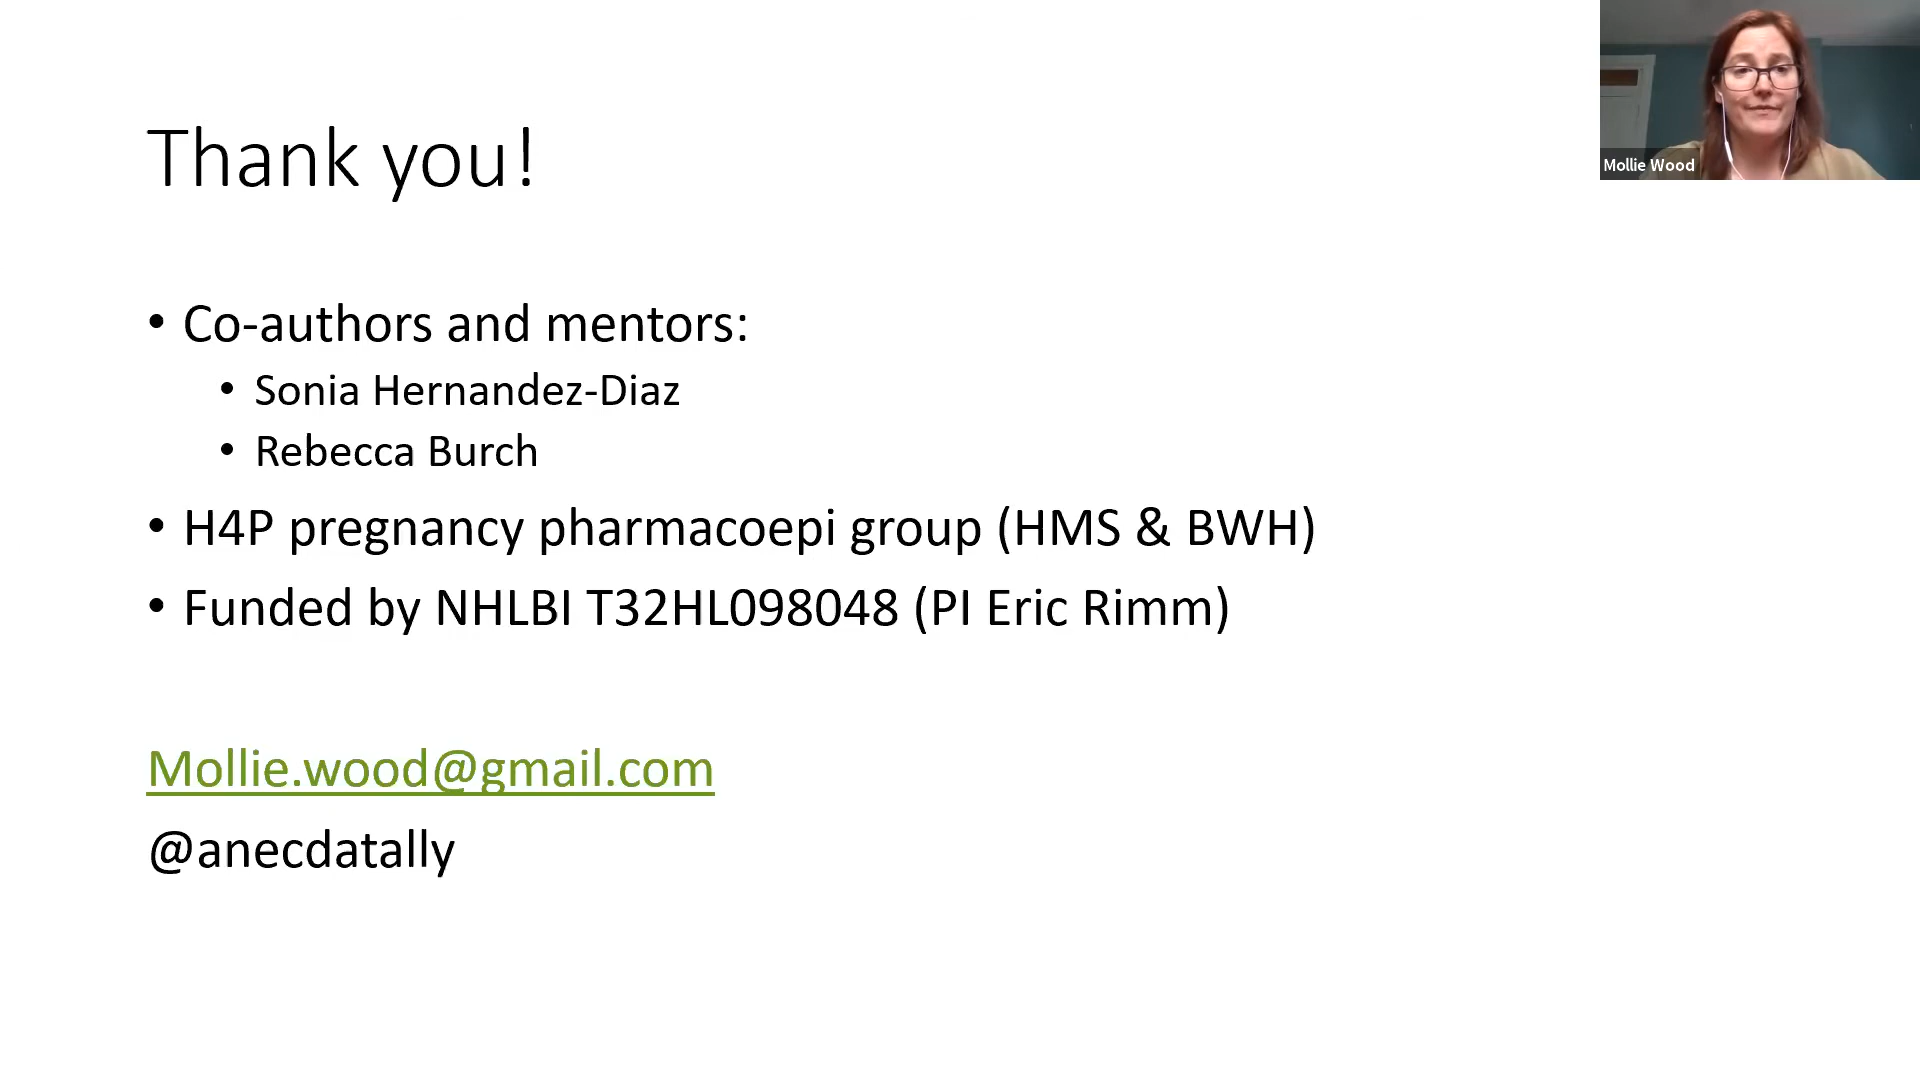 Thank you!
Mollie Wood
• Co-authors and mentors:
• Sonia Hernandez-Diaz
• Rebecca Burch
• H4P pregnancy pharmacoepi group (HMS & BWH)
• Funded by NHLBI T32HL098048 (PI Eric Rimm)
Mollie.wood@gmail.com
@anecdatally